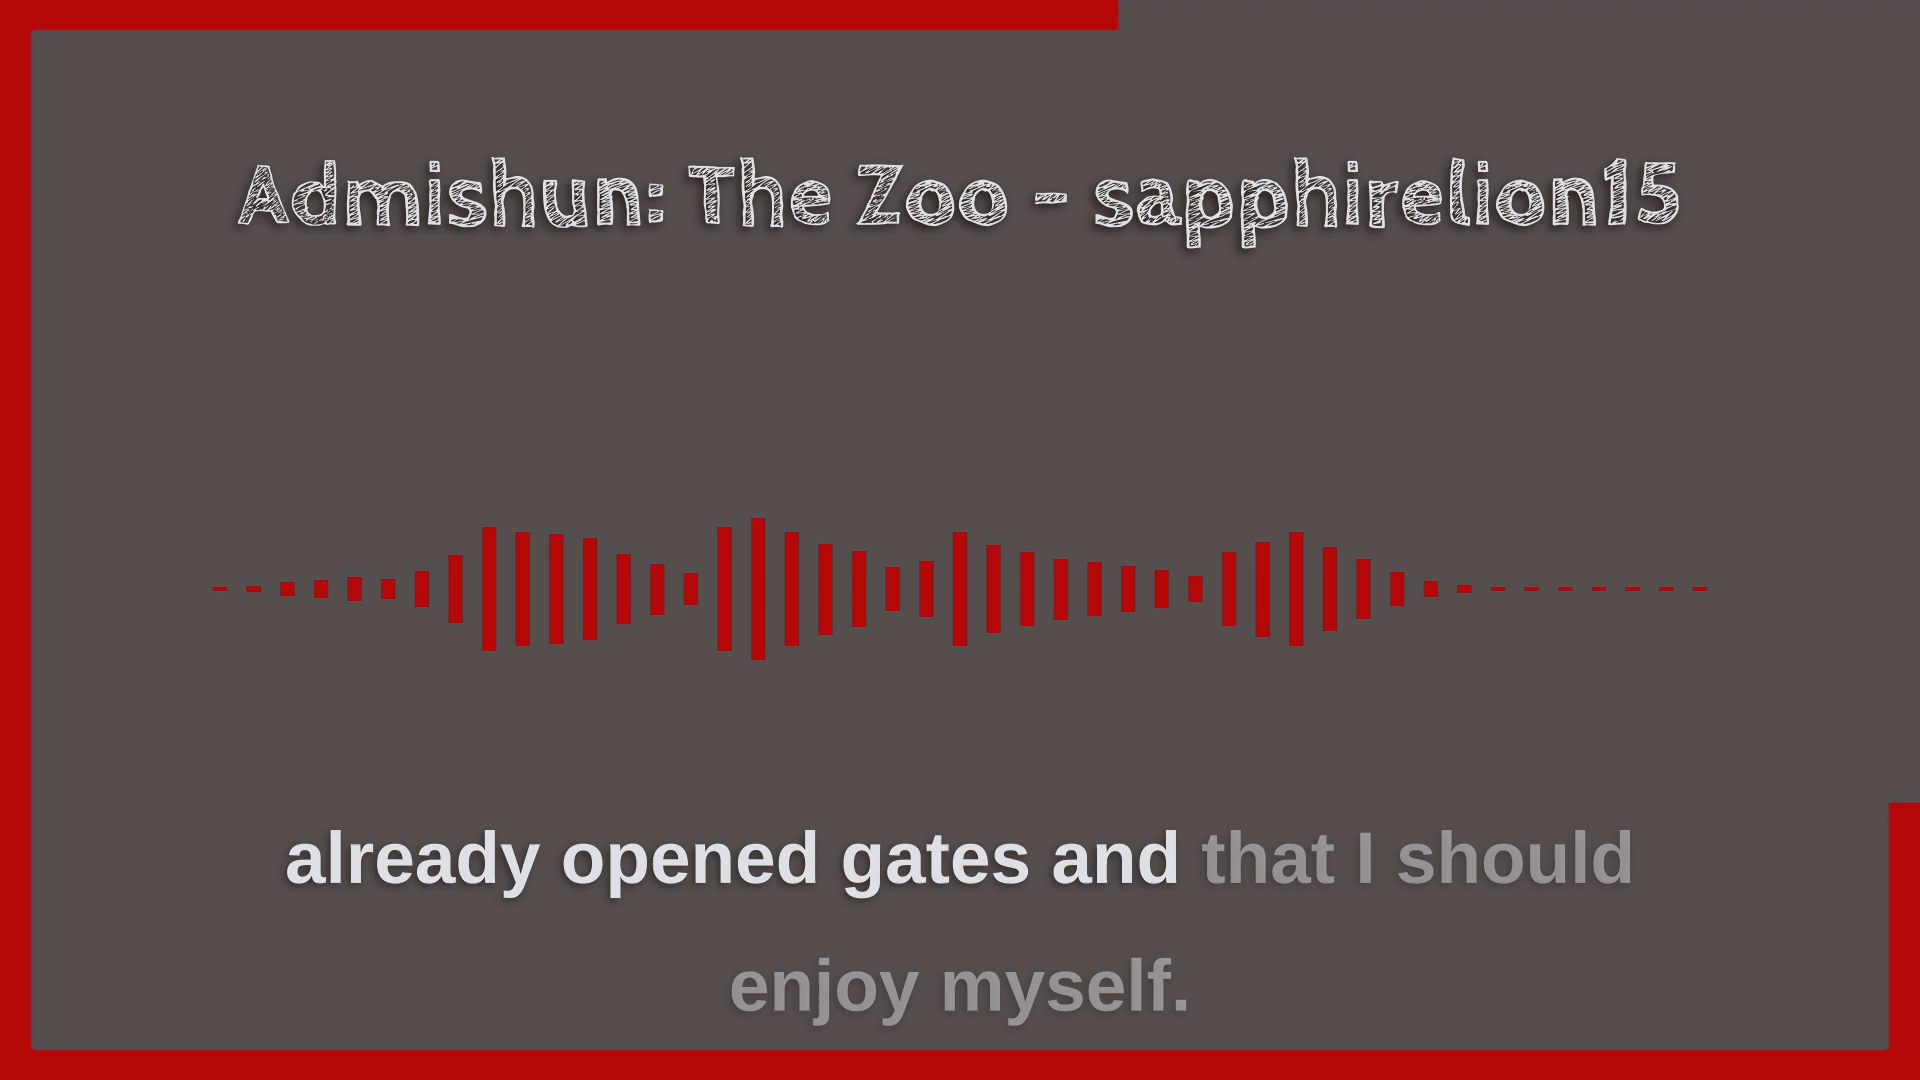 Admishun: The Zoo - sapphirelion15
already opened gates and that I should
enjoy myself.